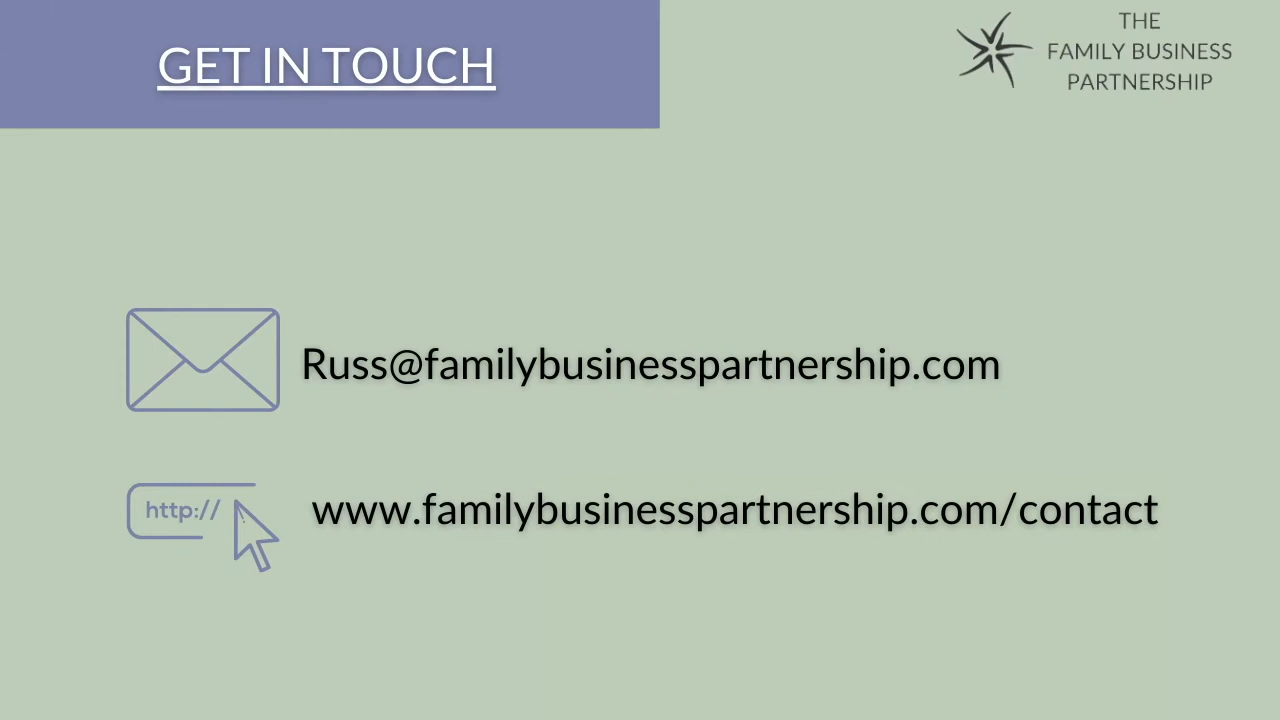 GET IN TOUCH
THE
FAMILY BUSINESS
PARTNERSHIP
Russ@familybusinesspartnership.com
http://
www.familybusinesspartnership.com/contact